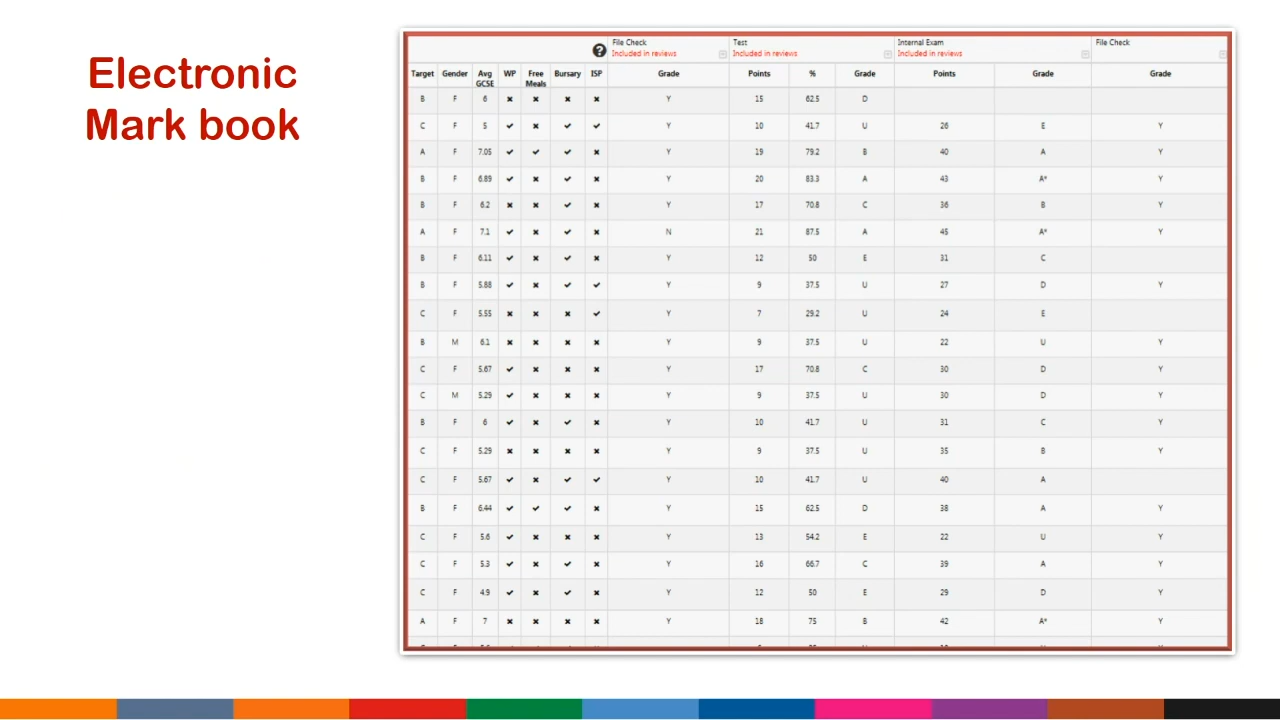 Electronic
Mark book
File Check Test Internal Exam File Check
? Included in reviews Included in reviews Included in reviews
Target Gender Avg GCSE WP Free Meals Bursary ISP Grade Points % Grade Points Grade Grade
B F 6 ✖ ✖ ✖ ✖ Y 15 62.5 D
C F 5 ✔ ✖ ✔ ✔ Y 10 41.7 U 26 E Y
A F 7.05 ✔ ✔ ✔ ✖ Y 19 79.2 B 40 A Y
B F 6.89 ✔ ✖ ✔ ✖ Y 20 83.3 A 43 A* Y
B F 6.2 ✖ ✖ ✔ ✖ Y 17 70.8 C 36 B Y
A F 7.1 ✔ ✖ ✔ ✖ N 21 87.5 A 45 A* Y
B F 6.11 ✔ ✖ ✔ ✖ Y 12 50 E 31 C
B F 5.88 ✔ ✖ ✔ ✔ Y 9 37.5 U 27 D Y
C F 5.55 ✖ ✖ ✖ ✔ Y 7 29.2 U 24 E
B M 6.1 ✖ ✖ ✖ ✖ Y 9 37.5 U 22 U Y
C F 5.67 ✔ ✖ ✖ ✖ Y 17 70.8 C 30 D Y
C M 5.29 ✔ ✖ ✖ ✖ Y 9 37.5 U 30 D Y
B F 6 ✔ ✖ ✔ ✖ Y 10 41.7 U 31 C Y
C F 5.29 ✖ ✖ ✖ ✖ Y 9 37.5 U 35 B Y
C F 5.67 ✔ ✖ ✔ ✔ Y 10 41.7 U 40 A
B F 6.44 ✔ ✔ ✔ ✖ Y 15 62.5 D 38 A Y
C F 5.6 ✔ ✖ ✖ ✖ Y 13 54.2 E 22 U Y
C F 5.3 ✔ ✖ ✔ ✖ Y 16 66.7 C 39 A Y
C F 4.9 ✔ ✖ ✔ ✖ Y 12 50 E 29 D Y
A F 7 ✖ ✖ ✖ ✖ Y 18 75 B 42 A* Y